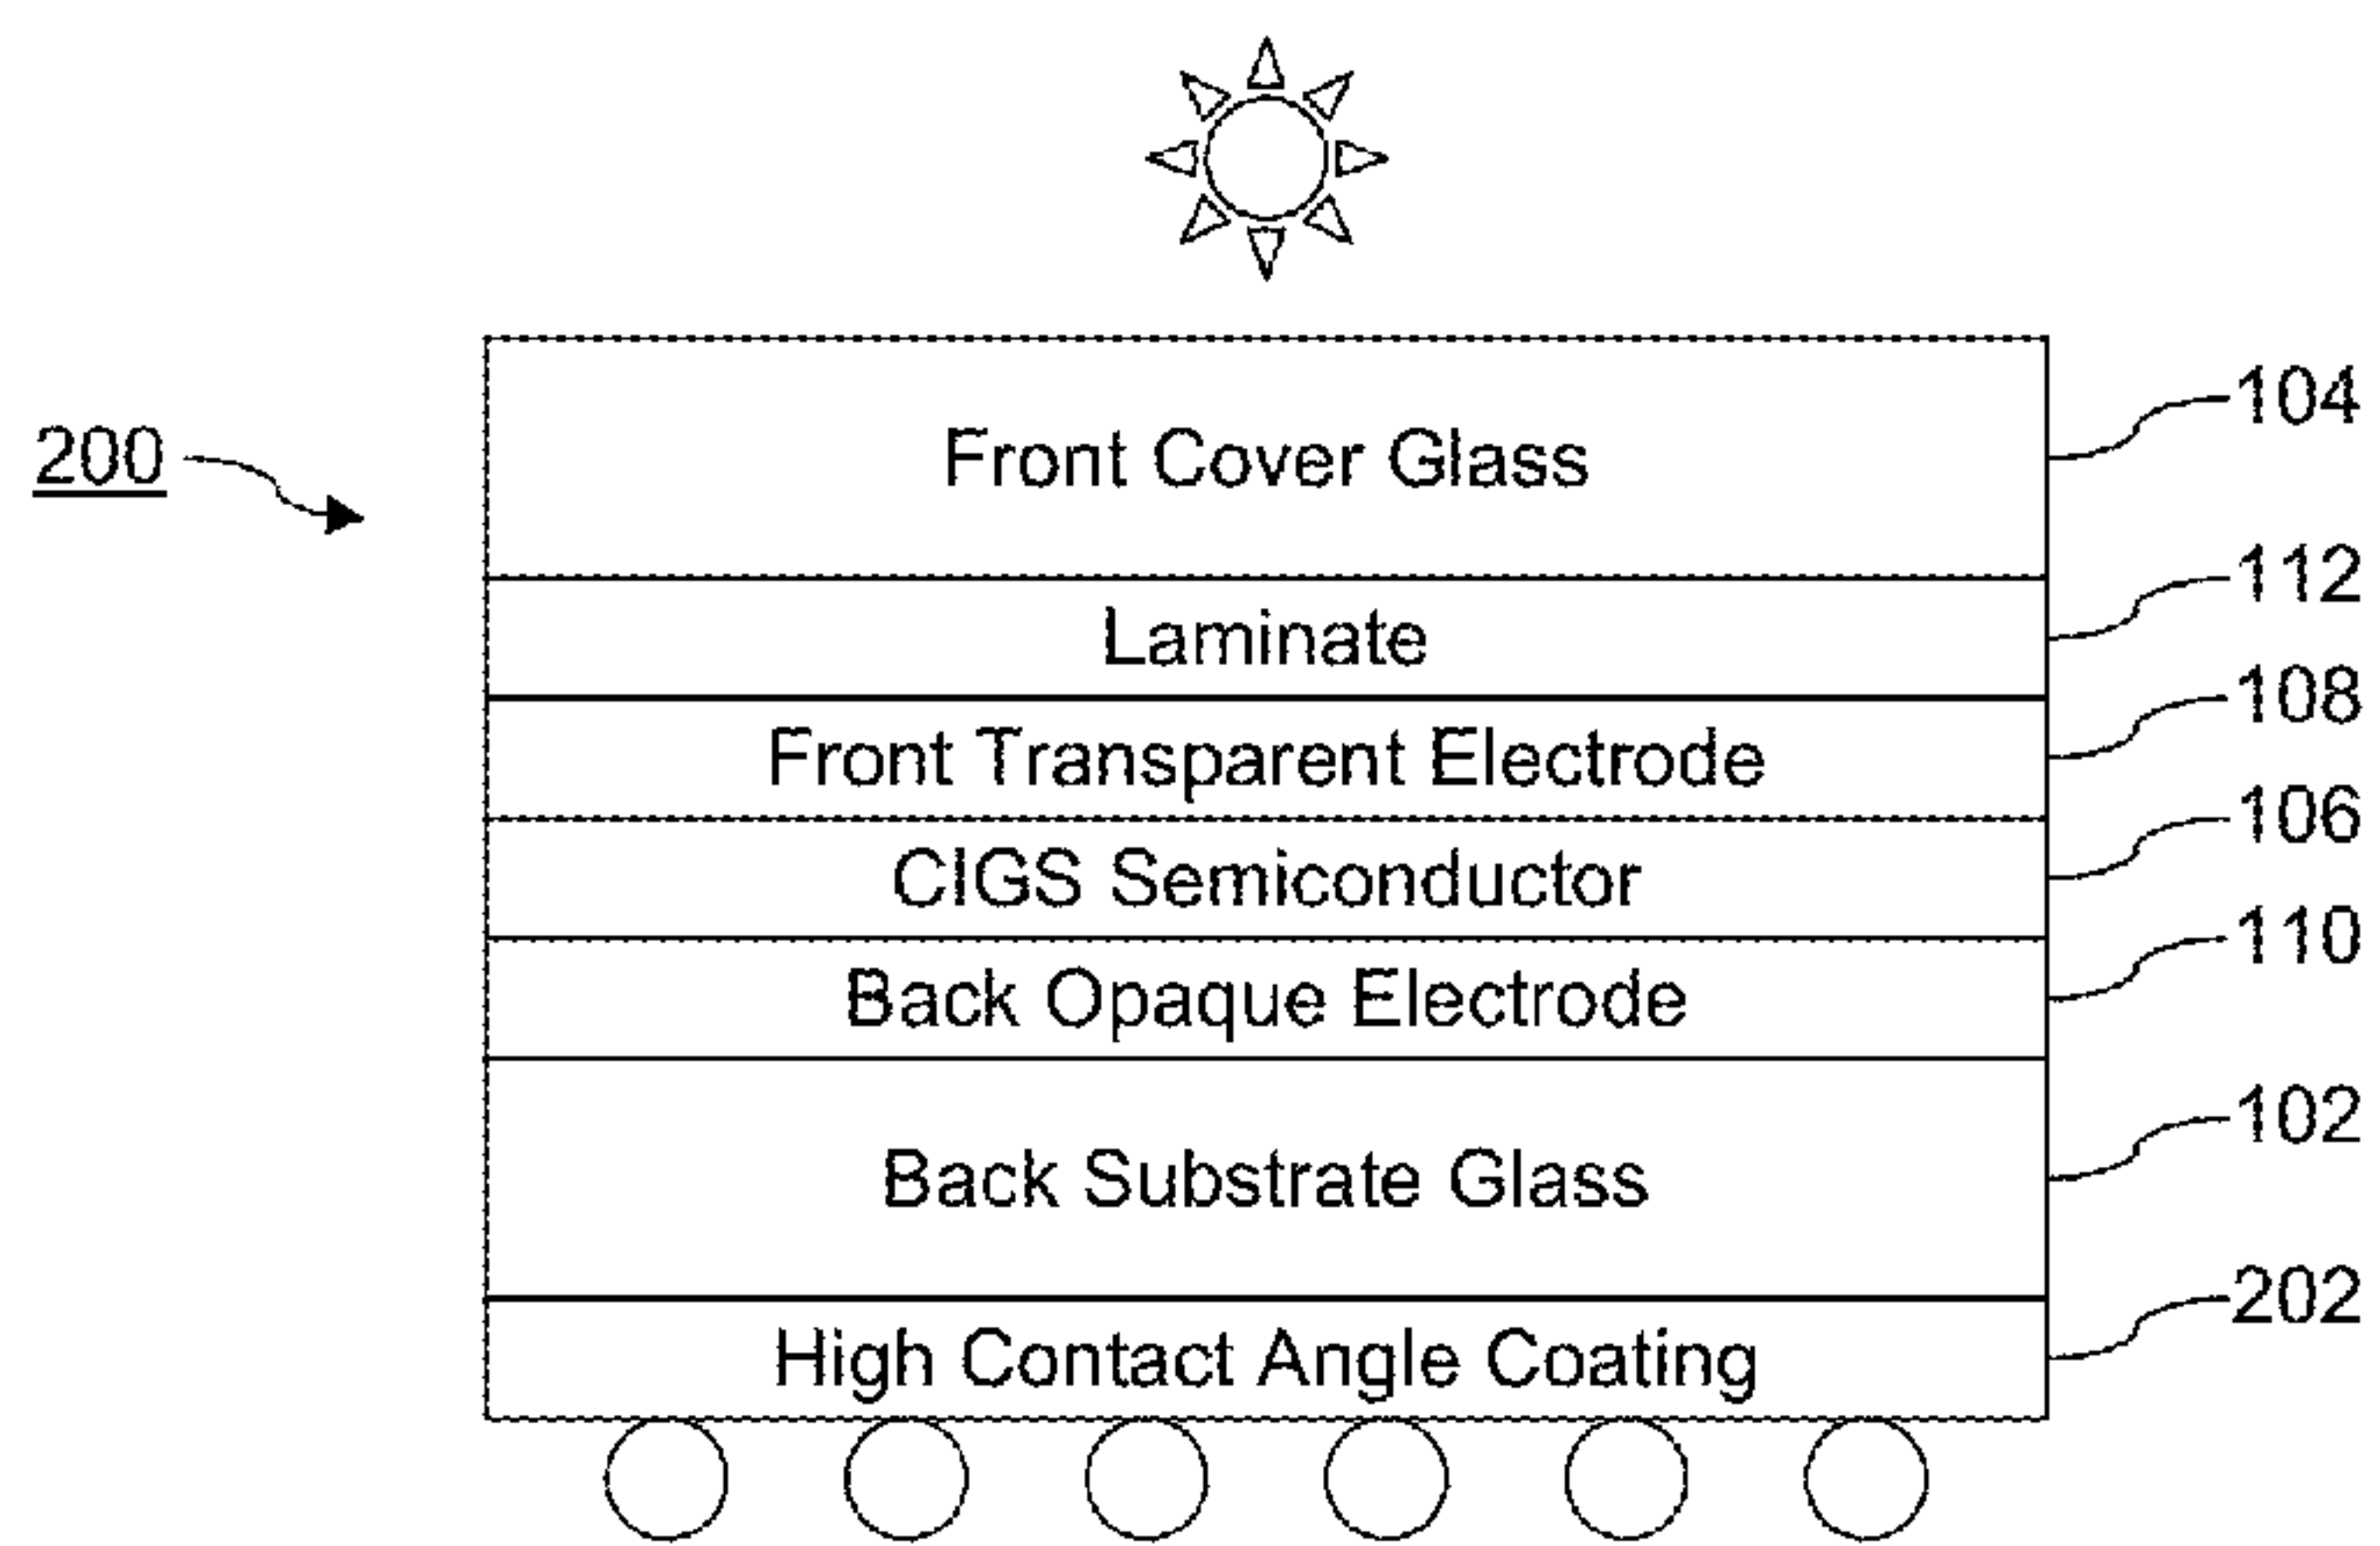 104
200
Front Cover Glass
112
Laminate
108
Front Transparent Electrode
106
CIGS Semiconductor
110
Back Opaque Electrode
102
Back Substrate Glass
202
High Contact Angle Coating